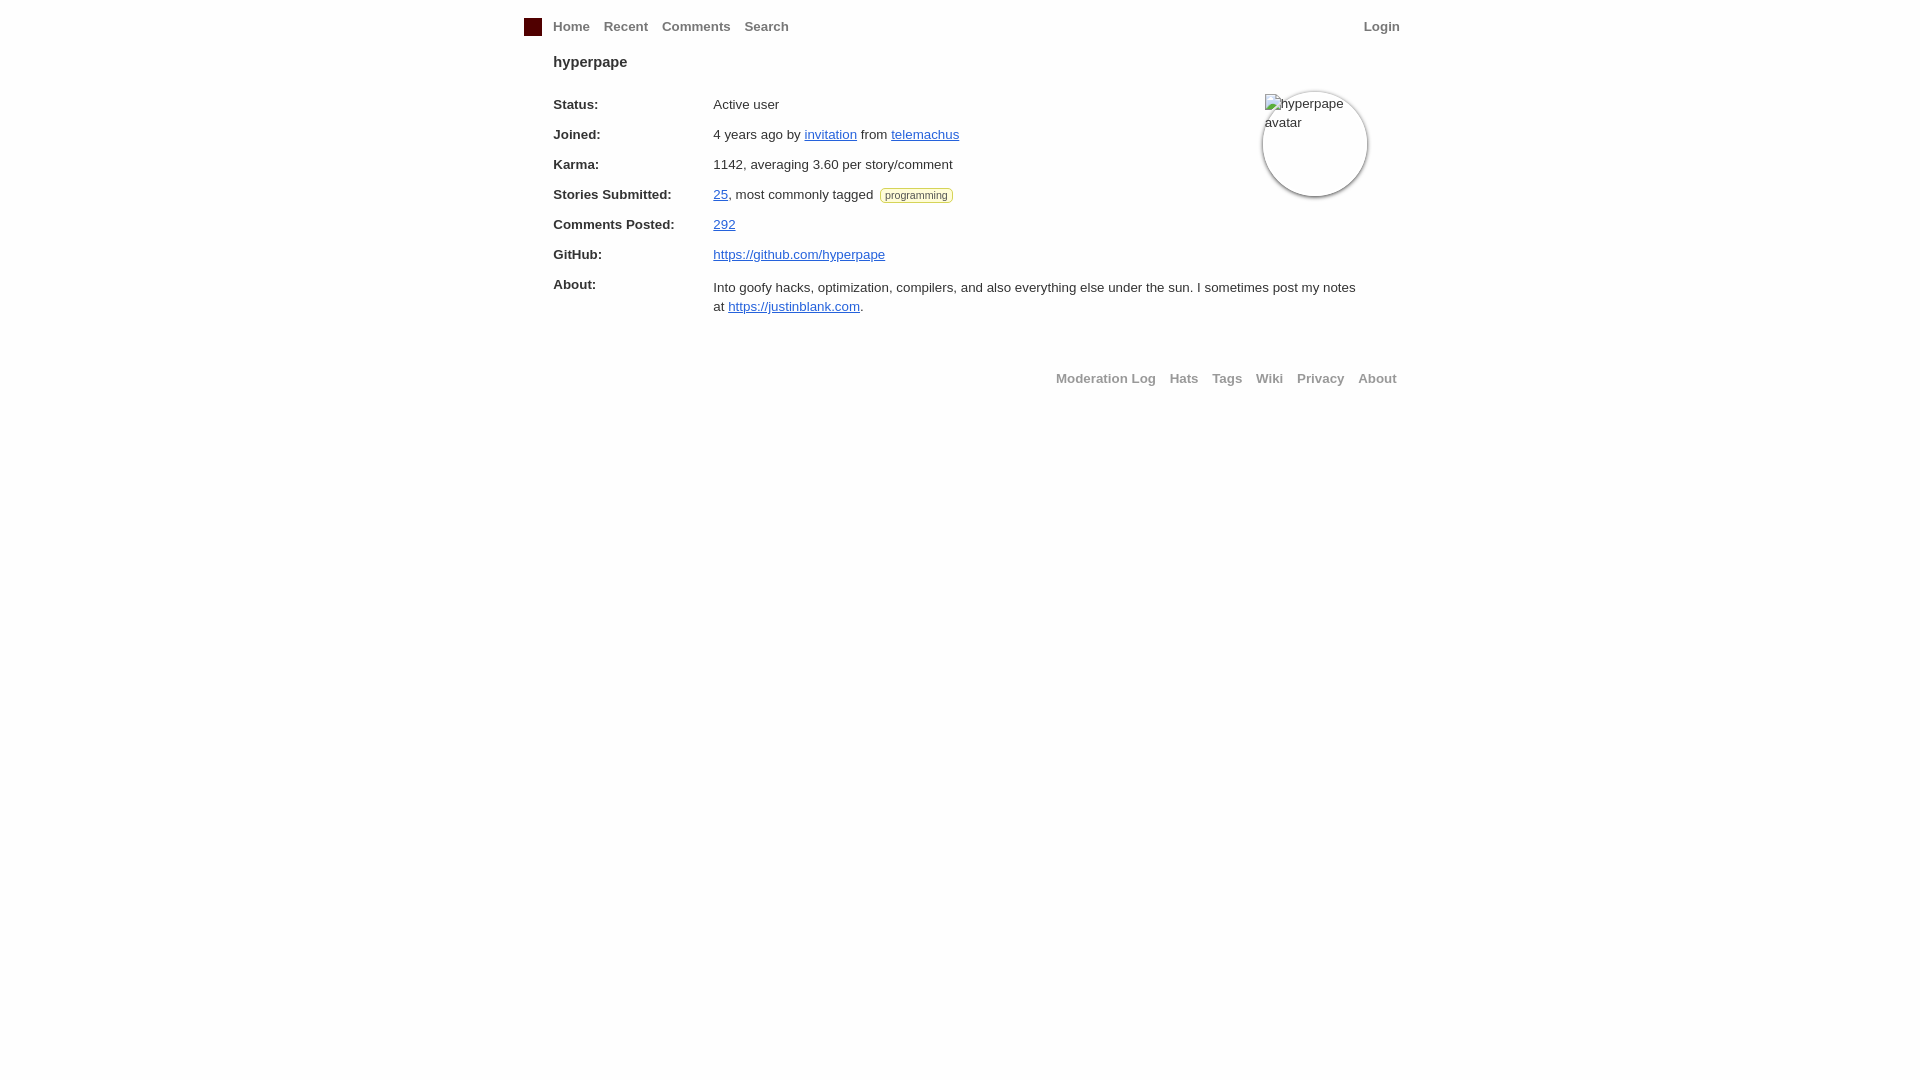 Home Recent Comments Search Login
hyperpape
hyperpape avatar
Status: Active user
Joined: 4 years ago by invitation from telemachus
Karma: 1142, averaging 3.60 per story/comment
Stories Submitted: 25, most commonly tagged programming
Comments Posted: 292
GitHub: https://github.com/hyperpape
About: Into goofy hacks, optimization, compilers, and also everything else under the sun. I sometimes post my notes
at https://justinblank.com.
Moderation Log Hats Tags Wiki Privacy About